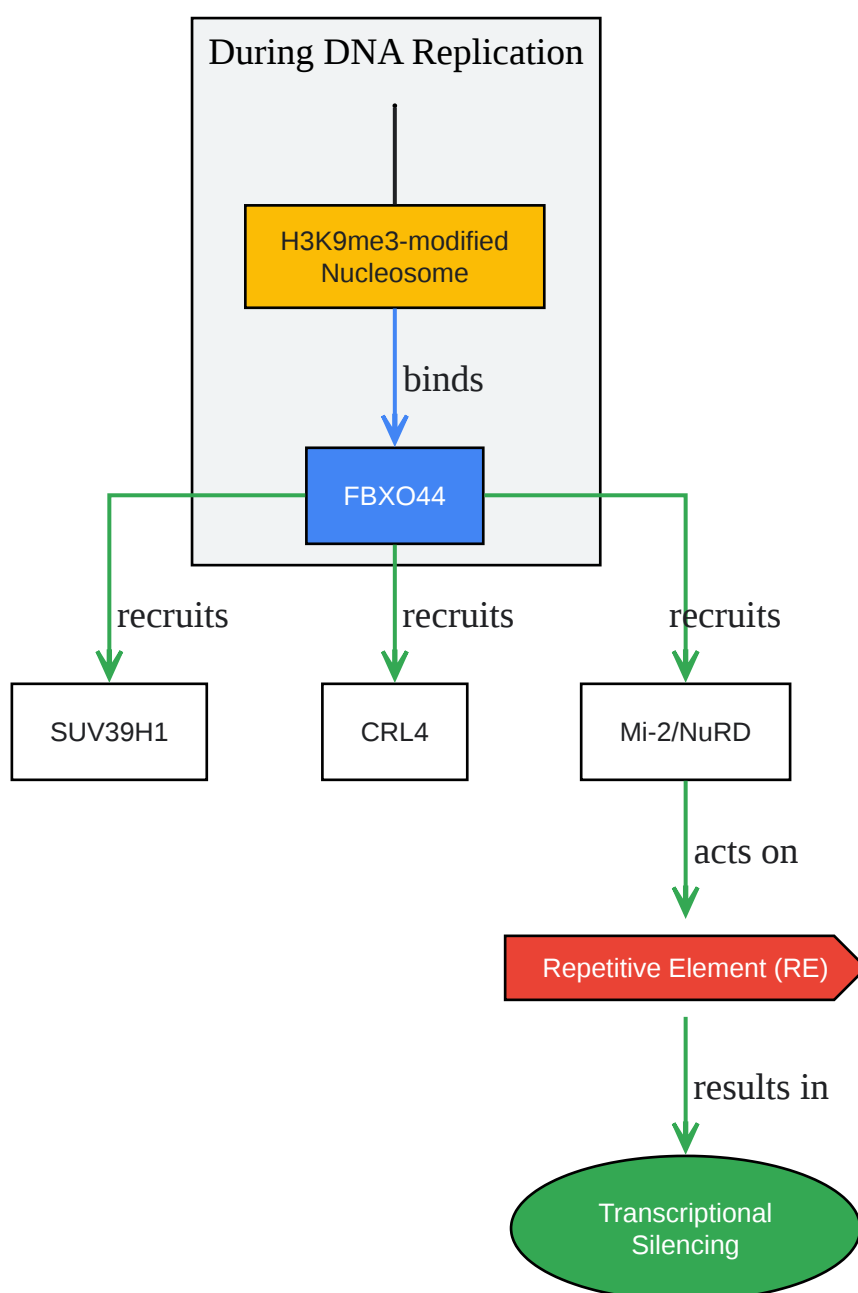 During DNA Replication
H3K9me3-modified
Nucleosome
binds
FBXO44
recruits
recruits
recruits
SUV39H1
CRL4
Mi-2/NuRD
acts on
Repetitive Element (RE)
results in
Transcriptional
Silencing